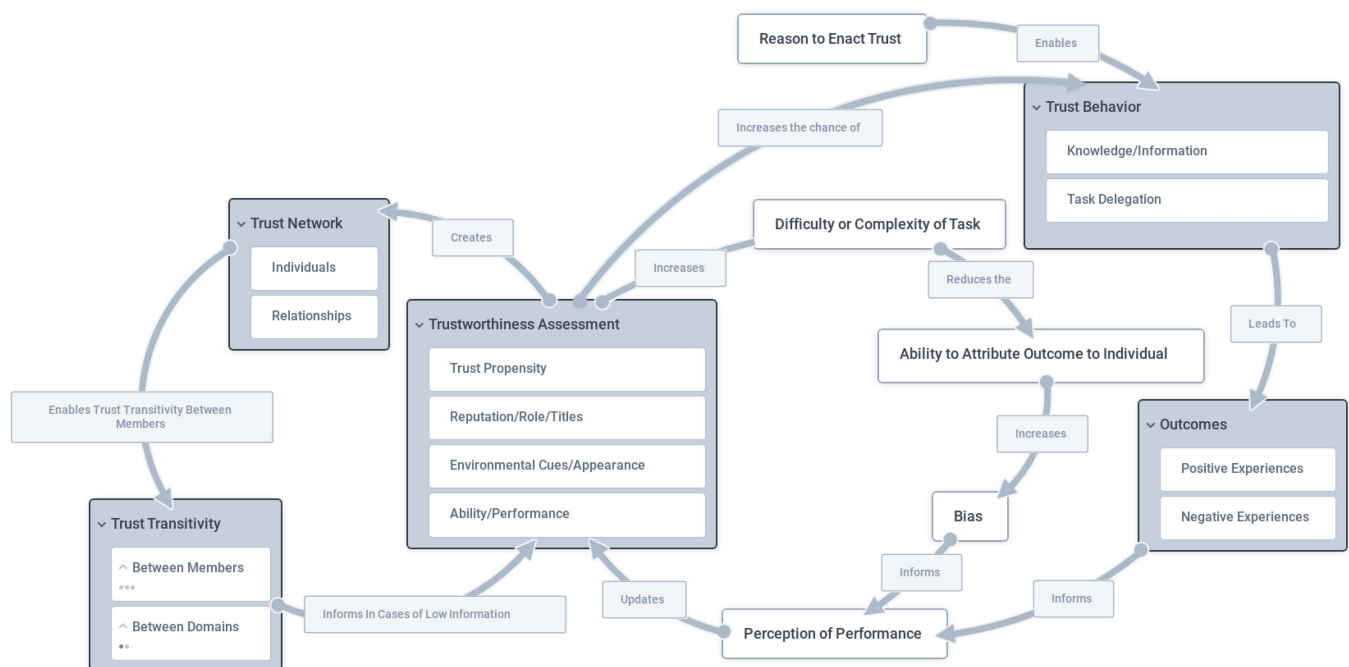 Reason to Enact Trust
Enables
Trust Behavior
Knowledge/Information
Task Delegation
Increases the chance of
Difficulty or Complexity of Task
Trust Network
Individuals
Relationships
Creates
Increases
Reduces the
Leads To
Trustworthiness Assessment
Trust Propensity
Reputation/Role/Titles
Environmental Cues/Appearance
Ability/Performance
Ability to Attribute Outcome to Individual
Enables Trust Transitivity Between
Members
Increases
Outcomes
Positive Experiences
Negative Experiences
Bias
Trust Transitivity
Between Members
Between Domains
Informs In Cases of Low Information
Updates
Informs
Informs
Perception of Performance